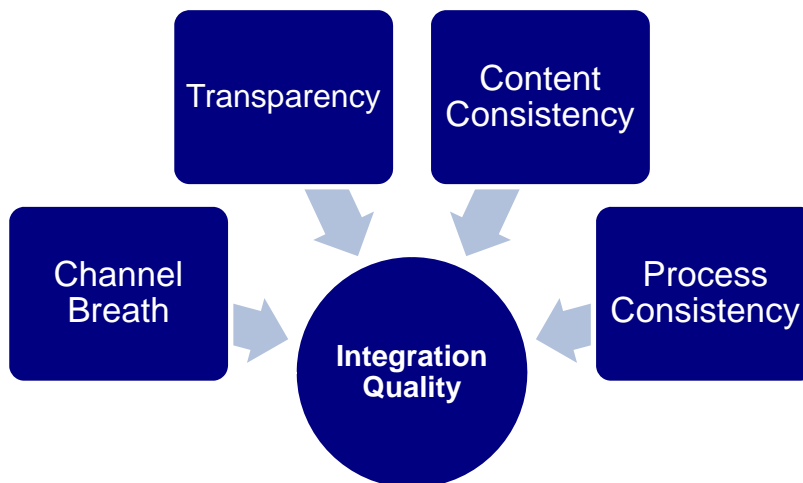 Transparency
Content
Consistency
Channel
Breath
Process
Consistency
Integration
Quality